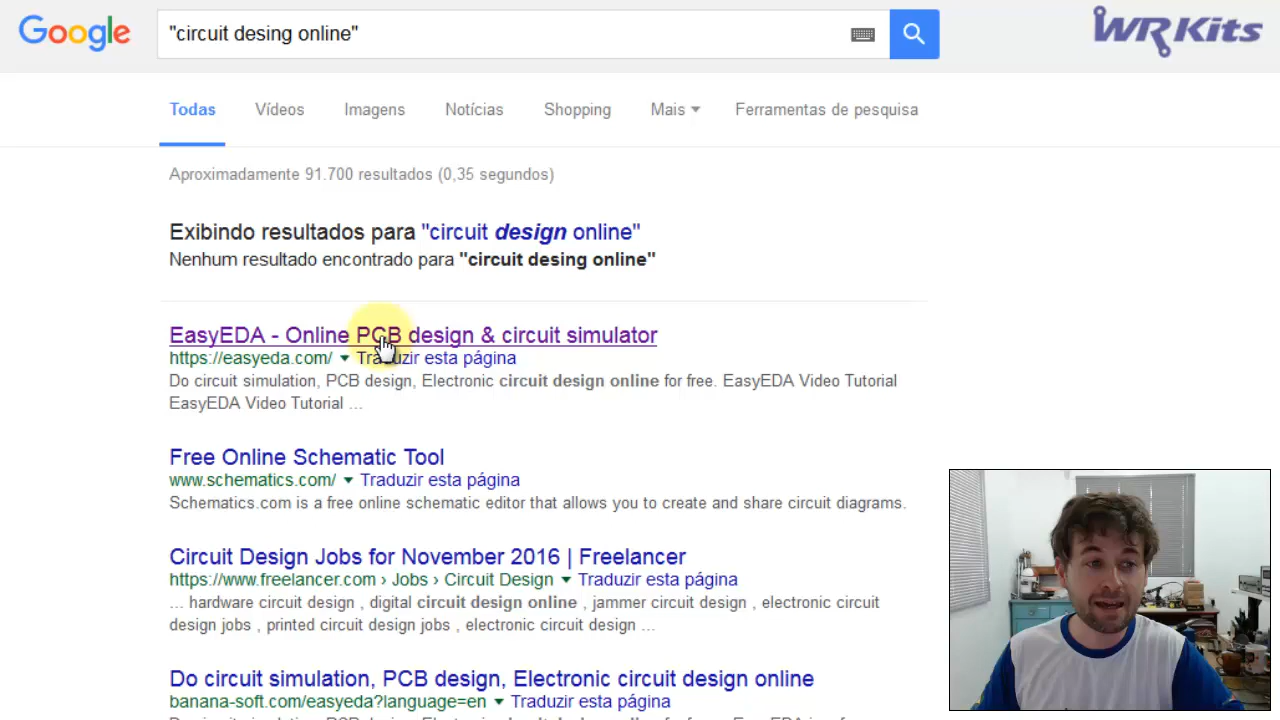 Google
"circuit desing online"
WR Kits
Todas Vídeos Imagens Notícias Shopping Mais Ferramentas de pesquisa
Aproximadamente 91.700 resultados (0,35 segundos)
Exibindo resultados para "circuit design online"
Nenhum resultado encontrado para "circuit desing online"
EasyEDA - Online PCB design & circuit simulator
https://easyeda.com/ Traduzir esta página
Do circuit simulation, PCB design, Electronic circuit design online for free. EasyEDA Video Tutorial
EasyEDA Video Tutorial ...
Free Online Schematic Tool
www.schematics.com/ Traduzir esta página
Schematics.com is a free online schematic editor that allows you to create and share circuit diagrams.
Circuit Design Jobs for November 2016 | Freelancer
https://www.freelancer.com › Jobs › Circuit Design Traduzir esta página
... hardware circuit design , digital circuit design online , jammer circuit design , electronic circuit
design jobs , printed circuit design jobs , electronic circuit design ...
Do circuit simulation, PCB design, Electronic circuit design online
banana-soft.com/easyeda?language=en Traduzir esta página